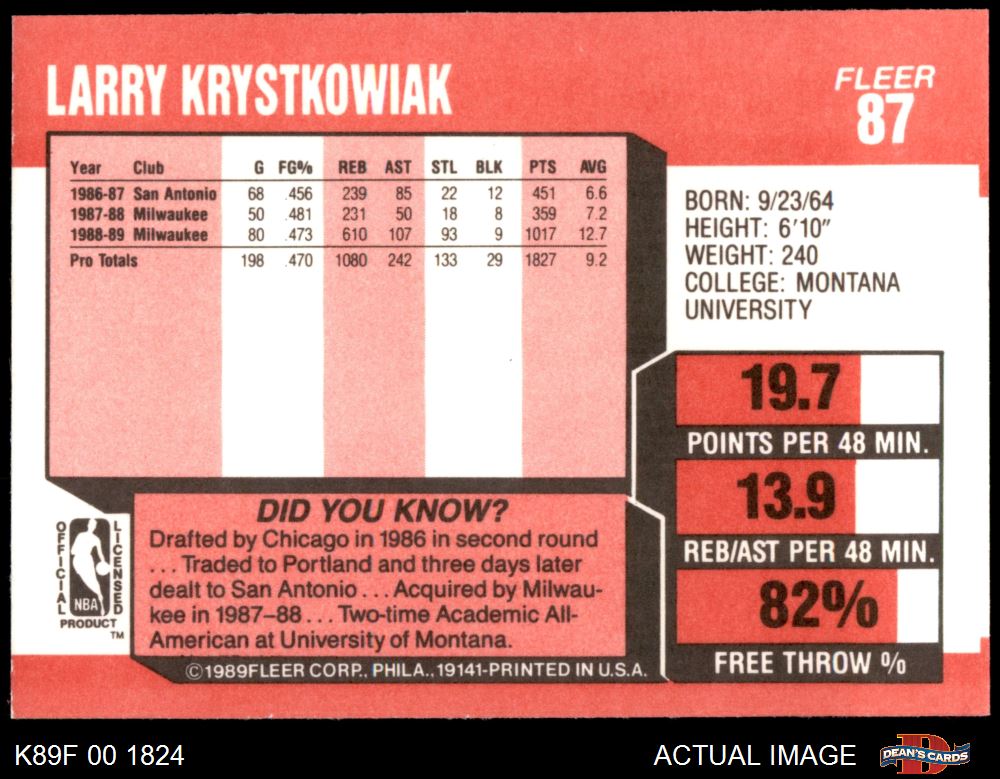 LARRY KRYSTKOWIAK
FLEER
87
Year Club G FG% REB AST STL BLK PTS AVG
1986-87 San Antonio 68 .456 239 85 22 12 451 6.6
1987-88 Milwaukee 50 .481 231 50 18 8 359 7.2
1988-89 Milwaukee 80 .473 610 107 93 9 1017 12.7
Pro Totals 198 .470 1080 242 133 29 1827 9.2
BORN: 9/23/64
HEIGHT: 6'10"
WEIGHT: 240
COLLEGE: MONTANA
UNIVERSITY
19.7
POINTS PER 48 MIN.
13.9
REB/AST PER 48 MIN.
82%
FREE THROW %
DID YOU KNOW?
Drafted by Chicago in 1986 in second round
... Traded to Portland and three days later
dealt to San Antonio ... Acquired by Milwau-
kee in 1987–88 ... Two-time Academic All-
American at University of Montana.
OFFICIAL
LICENSED
NBA
PRODUCT
TM
©1989FLEER CORP., PHILA., 19141-PRINTED IN U.S.A.
K89F 00 1824
ACTUAL IMAGE
DEAN'S CARDS